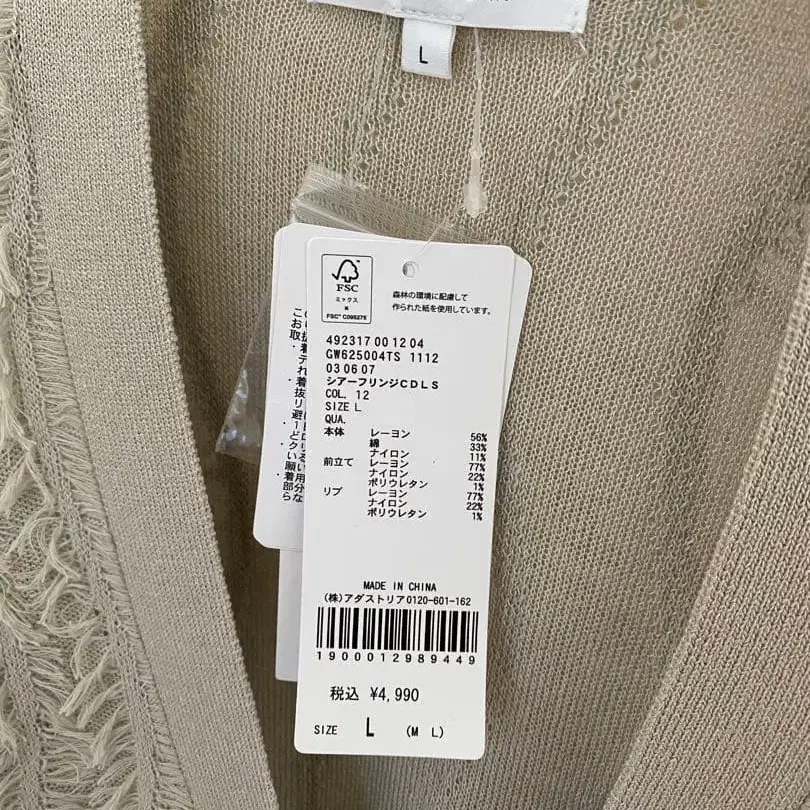 L
FSC
ミックス
紙
FSC® C095275
森林の環境に配慮して
作られた紙を使用しています。
492317 00 12 04
GW625004TS 1112
03 06 07
シアーフリンジCDLS
COL. 12
SIZE L
QUA.
本体 レーヨン 56%
綿 33%
ナイロン 11%
前立て レーヨン 77%
ナイロン 22%
ポリウレタン 1%
リブ レーヨン 77%
ナイロン 22%
ポリウレタン 1%
MADE IN CHINA
(株)アダストリア0120-601-162
1900012989449
税込 ¥4,990
SIZE L (M L)